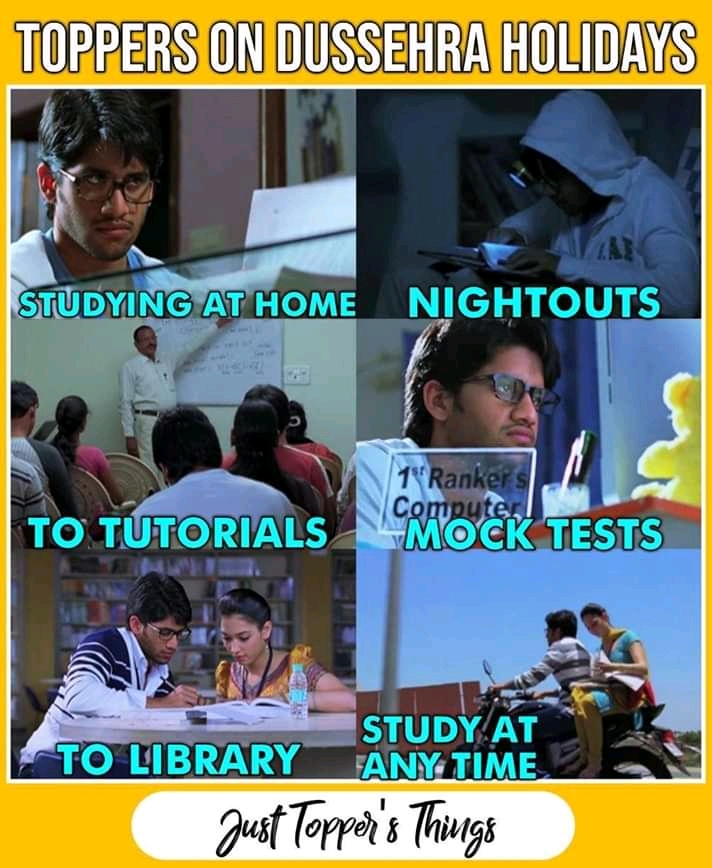 TOPPERS ON DUSSEHRA HOLIDAYS
STUDYING AT HOME
NIGHTOUTS
TO TUTORIALS
1st Ranker's
Computer
MOCK TESTS
TO LIBRARY
STUDY AT
ANY TIME
Just Topper's Things